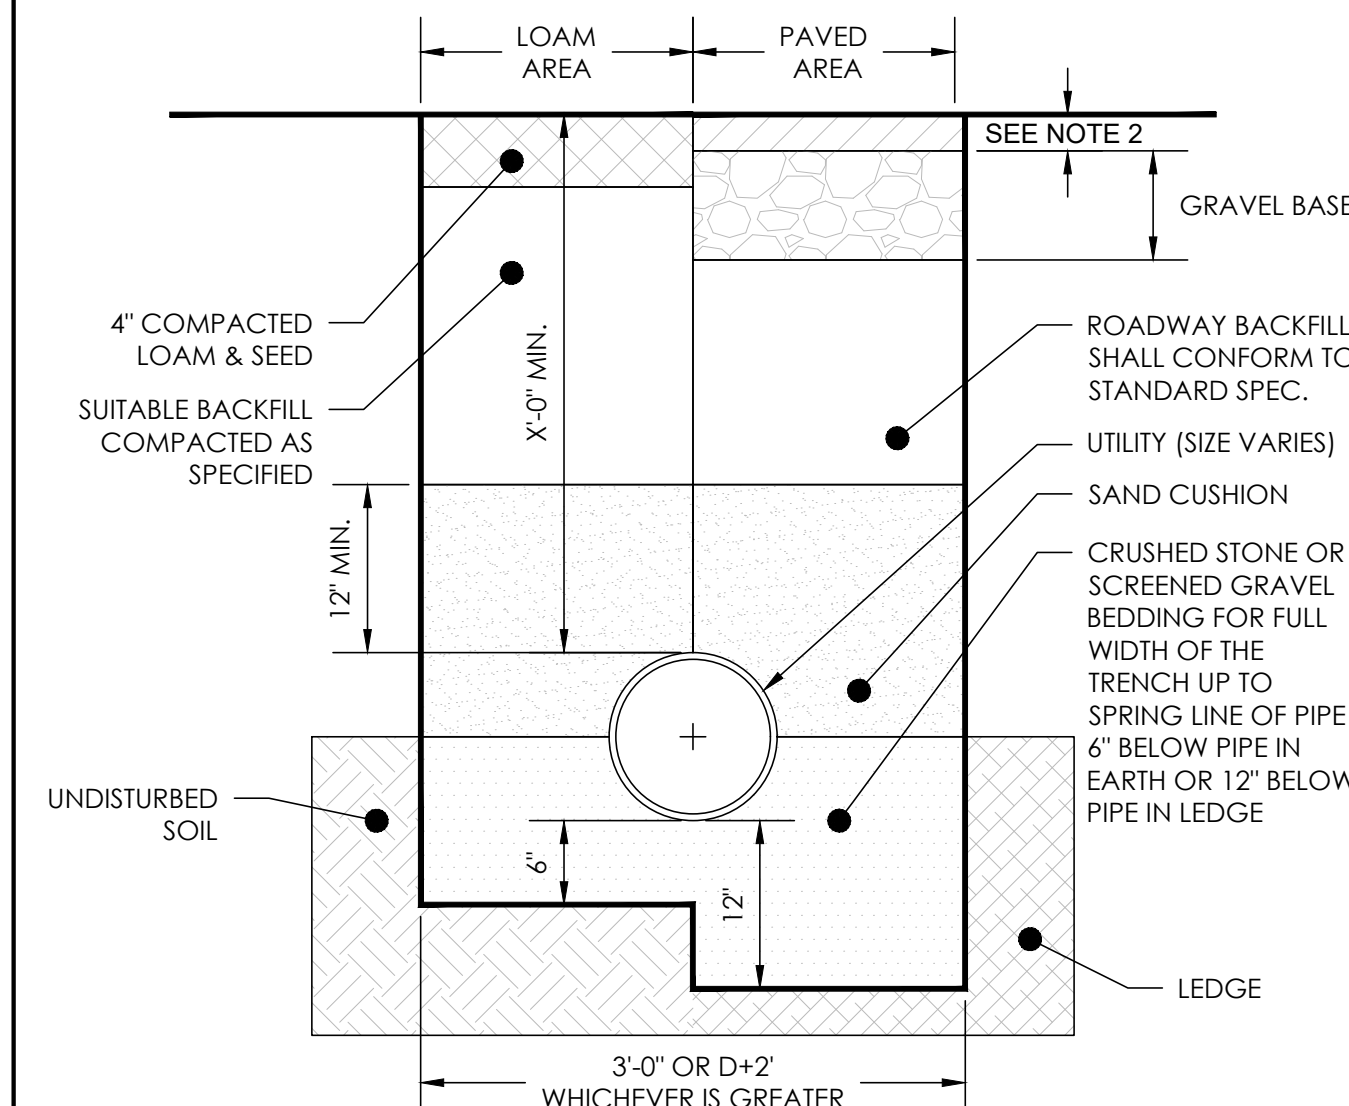 LOAM
AREA
PAVED
AREA
SEE NOTE 2
GRAVEL BASE
4" COMPACTED
LOAM & SEED
SUITABLE BACKFILL
COMPACTED AS
SPECIFIED
X'-0" MIN.
12" MIN.
ROADWAY BACKFILL
SHALL CONFORM TO
STANDARD SPEC.
UTILITY (SIZE VARIES)
SAND CUSHION
CRUSHED STONE OR
SCREENED GRAVEL
BEDDING FOR FULL
WIDTH OF THE
TRENCH UP TO
SPRING LINE OF PIPE
6" BELOW PIPE IN
EARTH OR 12" BELOW
PIPE IN LEDGE
UNDISTURBED
SOIL
6"
12"
LEDGE
3'-0" OR D+2'
WHICHEVER IS GREATER